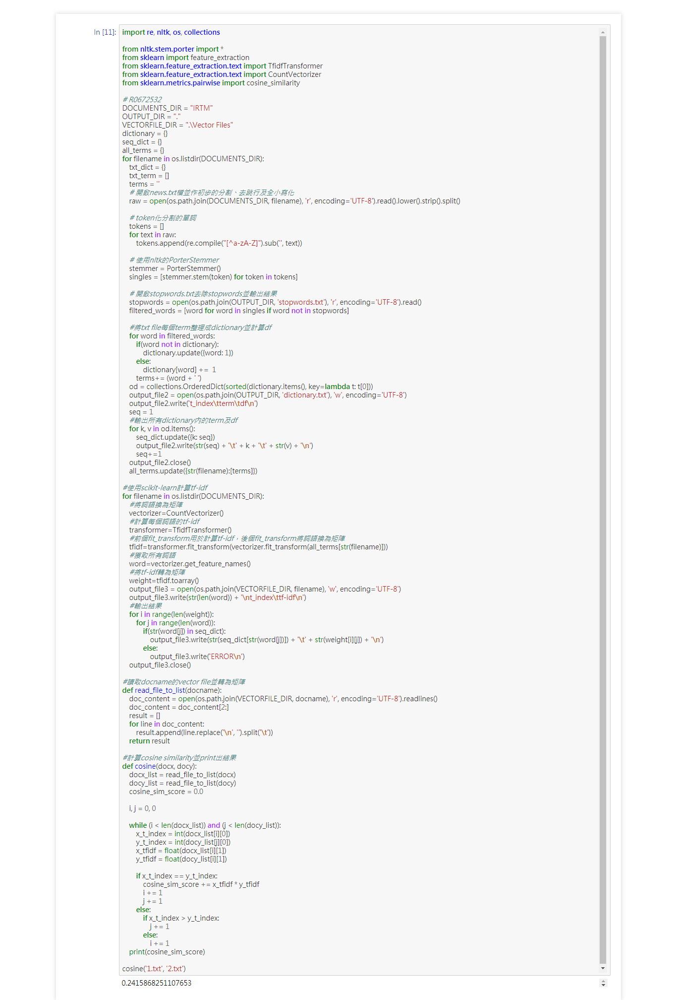 In [11]:
import re, nltk, os, collections
from nltk.stem.porter import *
from sklearn import feature_extraction
from sklearn.feature_extraction.text import TfidfTransformer
from sklearn.feature_extraction.text import CountVectorizer
from sklearn.metrics.pairwise import cosine_similarity
# R0672532
DOCUMENTS_DIR = "IRTM"
OUTPUT_DIR = "."
VECTORFILE_DIR = ".\Vector Files"
dictionary = {}
seq_dict = {}
all_terms = {}
for filename in os.listdir(DOCUMENTS_DIR):
txt_dict = {}
txt_term = []
terms = ''
# 開啟news.txt檔並作初步的分割、去跳行及全小寫化
raw = open(os.path.join(DOCUMENTS_DIR, filename), 'r', encoding='UTF-8').read().lower().strip().split()
# token化分割的單詞
tokens = []
for text in raw:
tokens.append(re.compile("[^a-zA-Z]").sub('', text))
# 使用nltk的PorterStemmer
stemmer = PorterStemmer()
singles = [stemmer.stem(token) for token in tokens]
# 開啟stopwords.txt去除stopwords並輸出結果
stopwords = open(os.path.join(OUTPUT_DIR, 'stopwords.txt'), 'r', encoding='UTF-8').read()
filtered_words = [word for word in singles if word not in stopwords]
#將txt file每個term整理成dictionary並計算df
for word in filtered_words:
if(word not in dictionary):
dictionary.update({word: 1})
else:
dictionary[word] += 1
terms+= (word + ' ')
od = collections.OrderedDict(sorted(dictionary.items(), key=lambda t: t[0]))
output_file2 = open(os.path.join(OUTPUT_DIR, 'dictionary.txt'), 'w', encoding='UTF-8')
output_file2.write('t_index\tterm\tdf\n')
seq = 1
#輸出所有dictionary內的term及df
for k, v in od.items():
seq_dict.update({k: seq})
output_file2.write(str(seq) + '\t' + k + '\t' + str(v) + '\n')
seq+=1
output_file2.close()
all_terms.update({str(filename):[terms]})
#使用scikit-learn計算tf-idf
for filename in os.listdir(DOCUMENTS_DIR):
#將詞語換為矩陣
vectorizer=CountVectorizer()
#計算每個詞語的tf-idf
transformer=TfidfTransformer()
#前個fit_transform用於計算tf-idf，後個fit_transform將詞語換為矩陣
tfidf=transformer.fit_transform(vectorizer.fit_transform(all_terms[str(filename)]))
#獲取所有詞語
word=vectorizer.get_feature_names()
#將tf-idf轉為矩陣
weight=tfidf.toarray()
output_file3 = open(os.path.join(VECTORFILE_DIR, filename), 'w', encoding='UTF-8')
output_file3.write(str(len(word)) + '\nt_index\ttf-idf\n')
#輸出結果
for i in range(len(weight)):
for j in range(len(word)):
if(str(word[j]) in seq_dict):
output_file3.write(str(seq_dict[str(word[j])]) + '\t' + str(weight[i][j]) + '\n')
else:
output_file3.write('ERROR\n')
output_file3.close()
#讀取docname的vector file並轉為矩陣
def read_file_to_list(docname):
doc_content = open(os.path.join(VECTORFILE_DIR, docname), 'r', encoding='UTF-8').readlines()
doc_content = doc_content[2:]
result = []
for line in doc_content:
result.append(line.replace('\n', '').split('\t'))
return result
#計算cosine similarity並print出結果
def cosine(docx, docy):
docx_list = read_file_to_list(docx)
docy_list = read_file_to_list(docy)
cosine_sim_score = 0.0
i, j = 0, 0
while (i < len(docx_list)) and (j < len(docy_list)):
x_t_index = int(docx_list[i][0])
y_t_index = int(docy_list[j][0])
x_tfidf = float(docx_list[i][1])
y_tfidf = float(docy_list[i][1])
if x_t_index == y_t_index:
cosine_sim_score += x_tfidf * y_tfidf
i += 1
j += 1
else:
if x_t_index > y_t_index:
j += 1
else:
i += 1
print(cosine_sim_score)
cosine('1.txt', '2.txt')
0.2415868251107653